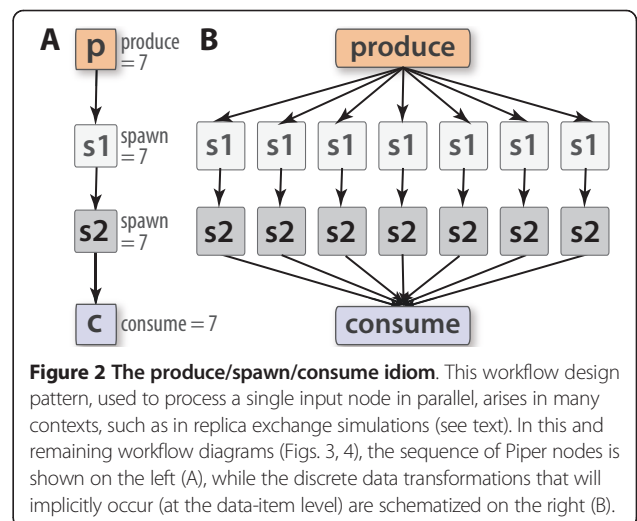 A
p
produce
= 7
B
produce
s1
spawn
= 7
s1 s1 s1 s1 s1 s1 s1
s2
spawn
= 7
s2 s2 s2 s2 s2 s2 s2
c
consume = 7
consume
Figure 2 The produce/spawn/consume idiom. This workflow design
pattern, used to process a single input node in parallel, arises in many
contexts, such as in replica exchange simulations (see text). In this and
remaining workflow diagrams (Figs. 3, 4), the sequence of Piper nodes is
shown on the left (A), while the discrete data transformations that will
implicitly occur (at the data-item level) are schematized on the right (B).